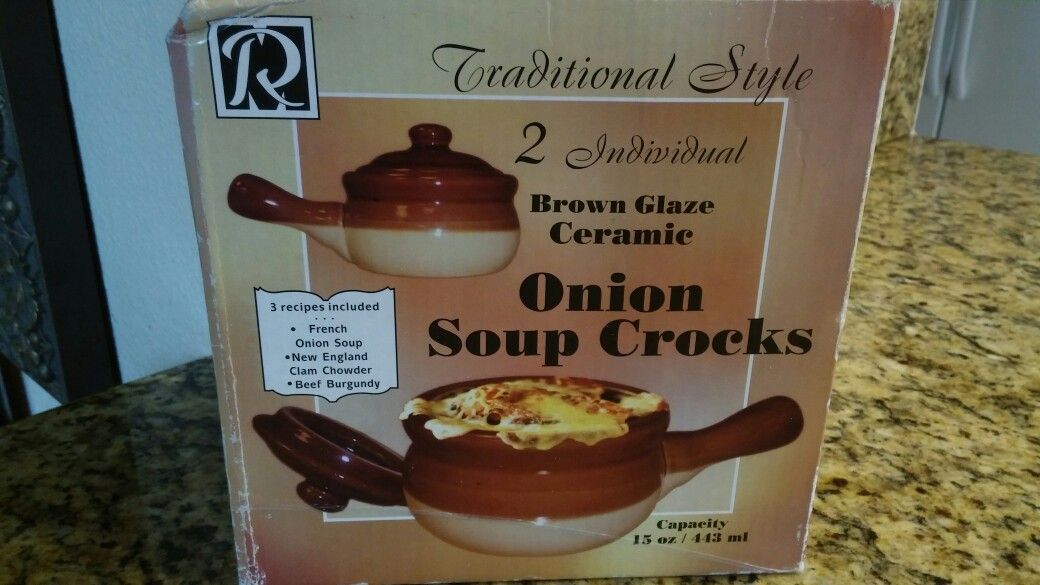 R
Traditional Style
2 Individual
Brown Glaze
Ceramic
Onion
Soup Crocks
3 recipes included
• French
Onion Soup
• New England
Clam Chowder
• Beef Burgundy
Capacity
15 oz / 443 ml